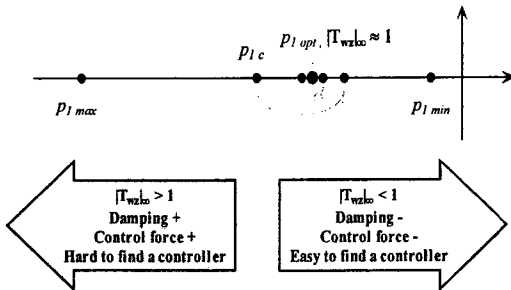 p1 opt, |Twz|∞ ≈ 1
p1 c
p1 max
p1 min
|Twz|∞ > 1
Damping +
Control force +
Hard to find a controller
|Twz|∞ < 1
Damping -
Control force -
Easy to find a controller